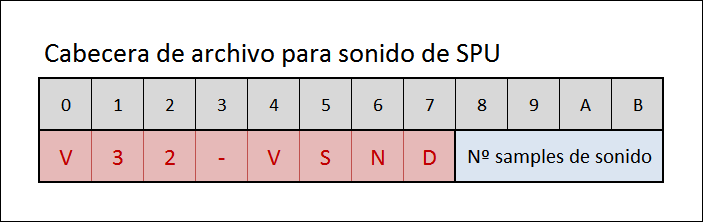 Cabecera de archivo para sonido de SPU
0 1 2 3 4 5 6 7 8 9 A B
V 3 2 - V S N D Nº samples de sonido